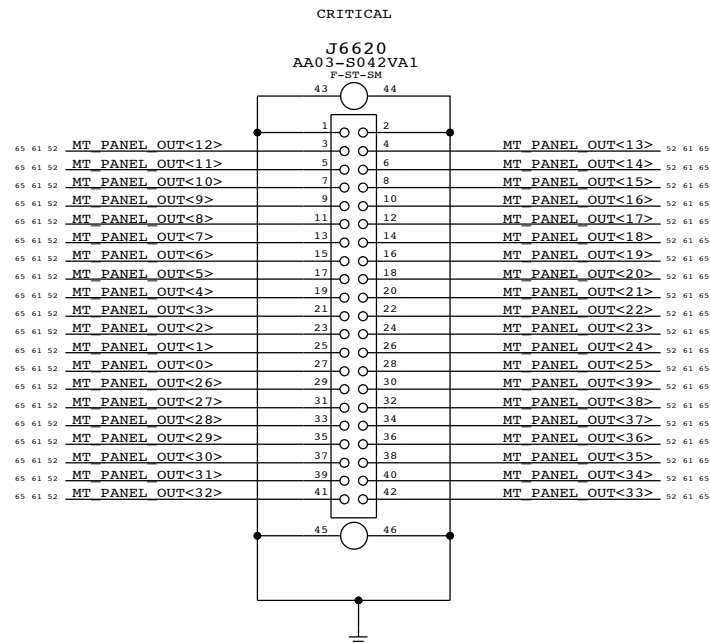 CRITICAL
J6620
AA03-S042VA1
F-ST-SM
43 44
1 2
65 61 52 MT_PANEL_OUT<12> 3 4 MT_PANEL_OUT<13> 52 61 65
65 61 52 MT_PANEL_OUT<11> 5 6 MT_PANEL_OUT<14> 52 61 65
65 61 52 MT_PANEL_OUT<10> 7 8 MT_PANEL_OUT<15> 52 61 65
65 61 52 MT_PANEL_OUT<9> 9 10 MT_PANEL_OUT<16> 52 61 65
65 61 52 MT_PANEL_OUT<8> 11 12 MT_PANEL_OUT<17> 52 61 65
65 61 52 MT_PANEL_OUT<7> 13 14 MT_PANEL_OUT<18> 52 61 65
65 61 52 MT_PANEL_OUT<6> 15 16 MT_PANEL_OUT<19> 52 61 65
65 61 52 MT_PANEL_OUT<5> 17 18 MT_PANEL_OUT<20> 52 61 65
65 61 52 MT_PANEL_OUT<4> 19 20 MT_PANEL_OUT<21> 52 61 65
65 61 52 MT_PANEL_OUT<3> 21 22 MT_PANEL_OUT<22> 52 61 65
65 61 52 MT_PANEL_OUT<2> 23 24 MT_PANEL_OUT<23> 52 61 65
65 61 52 MT_PANEL_OUT<1> 25 26 MT_PANEL_OUT<24> 52 61 65
65 61 52 MT_PANEL_OUT<0> 27 28 MT_PANEL_OUT<25> 52 61 65
65 61 52 MT_PANEL_OUT<26> 29 30 MT_PANEL_OUT<39> 52 61 65
65 61 52 MT_PANEL_OUT<27> 31 32 MT_PANEL_OUT<38> 52 61 65
65 61 52 MT_PANEL_OUT<28> 33 34 MT_PANEL_OUT<37> 52 61 65
65 61 52 MT_PANEL_OUT<29> 35 36 MT_PANEL_OUT<36> 52 61 65
65 61 52 MT_PANEL_OUT<30> 37 38 MT_PANEL_OUT<35> 52 61 65
65 61 52 MT_PANEL_OUT<31> 39 40 MT_PANEL_OUT<34> 52 61 65
65 61 52 MT_PANEL_OUT<32> 41 42 MT_PANEL_OUT<33> 52 61 65
45 46